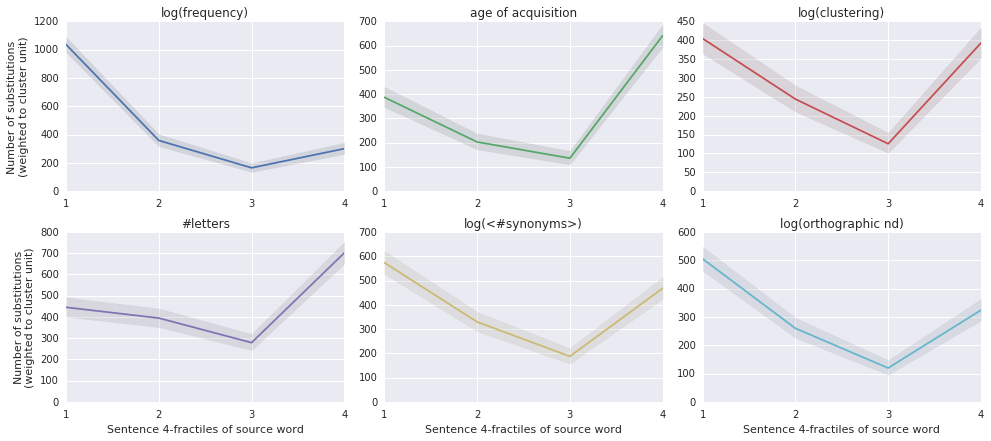 log(frequency)
age of acquisition
log(clustering)
Number of substitutions
(weighted to cluster unit)
1200
1000
800
600
400
200
0
1 2 3 4
700
600
500
400
300
200
100
0
1 2 3 4
450
400
350
300
250
200
150
100
50
0
1 2 3 4
#letters
log(<#synonyms>)
log(orthographic nd)
Number of substitutions
(weighted to cluster unit)
800
700
600
500
400
300
200
100
0
1 2 3 4
Sentence 4-fractiles of source word
700
600
500
400
300
200
100
0
1 2 3 4
Sentence 4-fractiles of source word
600
500
400
300
200
100
0
1 2 3 4
Sentence 4-fractiles of source word